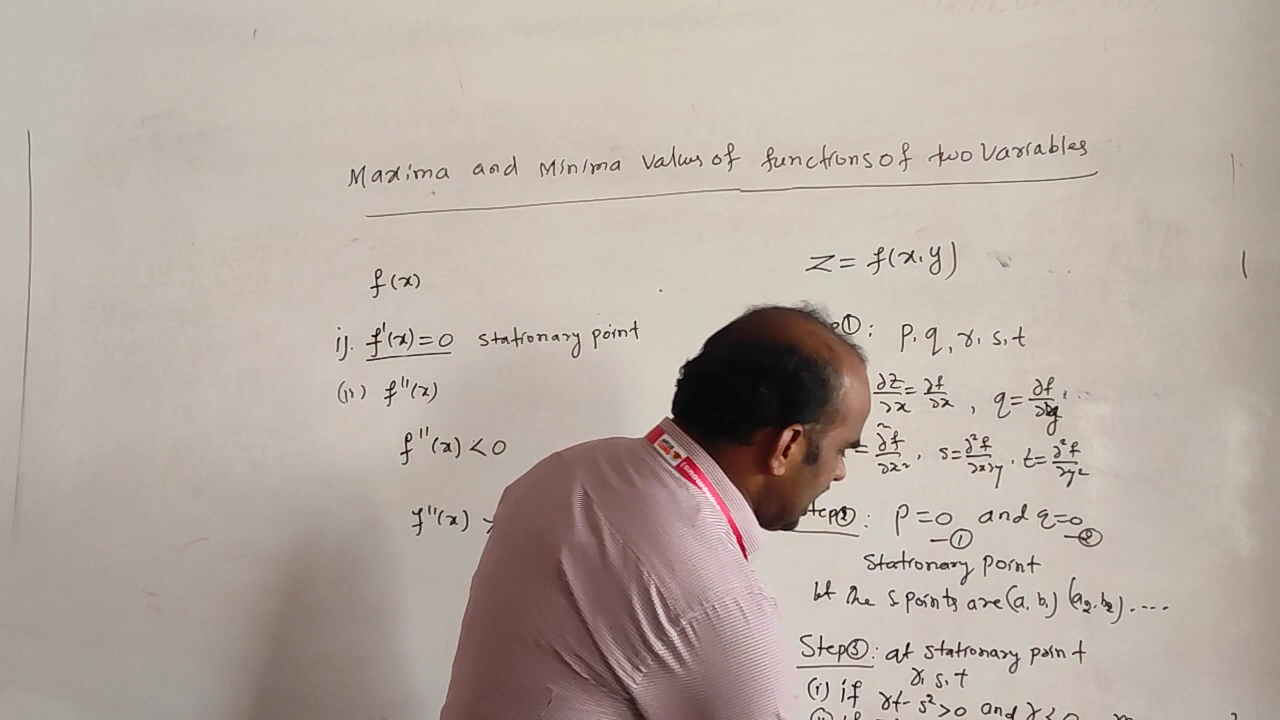 Maxima and Minima Values of functions of two Variables
f(x)
i). f'(x)=0 stationary point
(ii) f''(x)
f''(x) < 0
f''(x)
Z = f(x,y)
①: p, q, r, s, t
∂z/∂x = ∂f/∂x, q = ∂f/∂y
= ∂²f/∂x², s = ∂²f/∂x∂y, t = ∂²f/∂y²
Step②: p=0 and q=0
—① —②
Stationary point
let the s points are (a, b,) (a₂, b₂) ....
Step③: at stationary point
r, s, t
(i) if rt-s²>0 and r<0